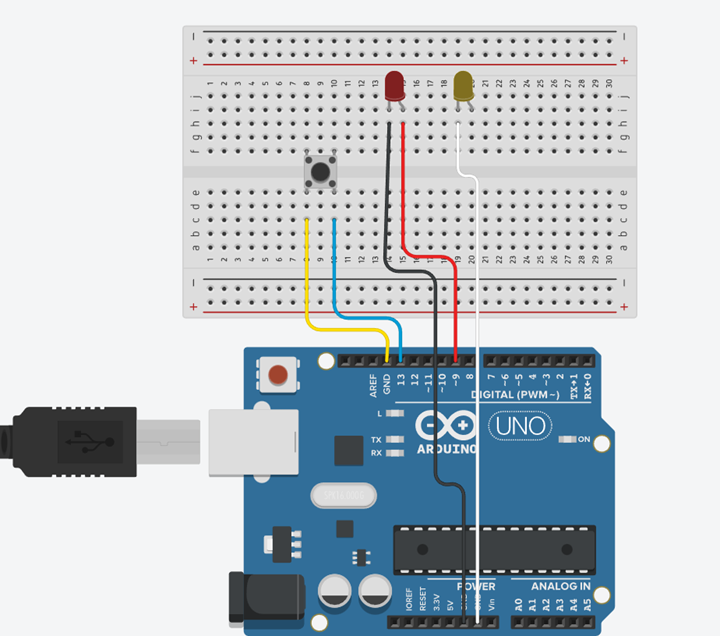 − −
+ +
1 2 3 4 5 6 7 8 9 10 11 12 13 15 16 17 18 21 22 23 24 25 26 27 28 29 30
j j
i i
h h
g g
f f
e e
d d
c c
b b
a a
1 2 3 4 5 6 7 8 9 10 11 12 13 14 15 16 17 18 19 20 21 22 23 24 25 26 27 28 29 30
− −
+ +
AREF
GND
13
12
~11
~10
~9
8
7
~6
~5
4
~3
2
TX→1
RX←0
DIGITAL (PWM~)
L
TX
RX
ARDUINO
UNO
ON
POWER
ANALOG IN
IOREF
RESET
3.3V
5V
GND
Vin
A0
A1
A2
A3
A4
A5